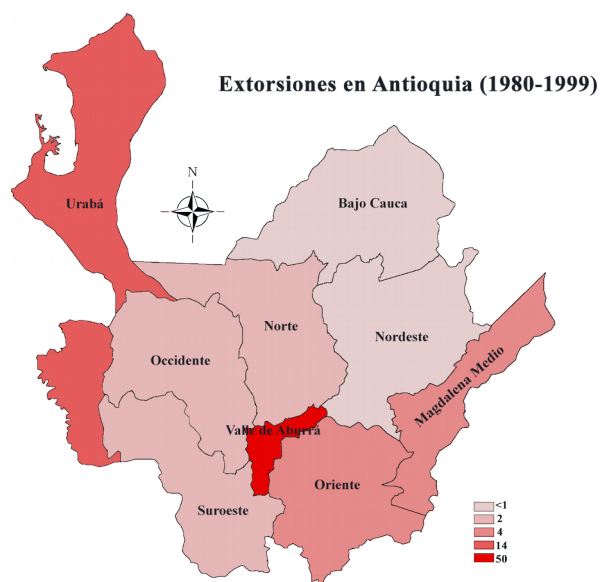 Extorsiones en Antioquia (1980-1999)
N
Urabá
Bajo Cauca
Norte
Nordeste
Occidente
Magdalena Medio
Valle de Aburrá
Oriente
Suroeste
<1
2
4
14
50